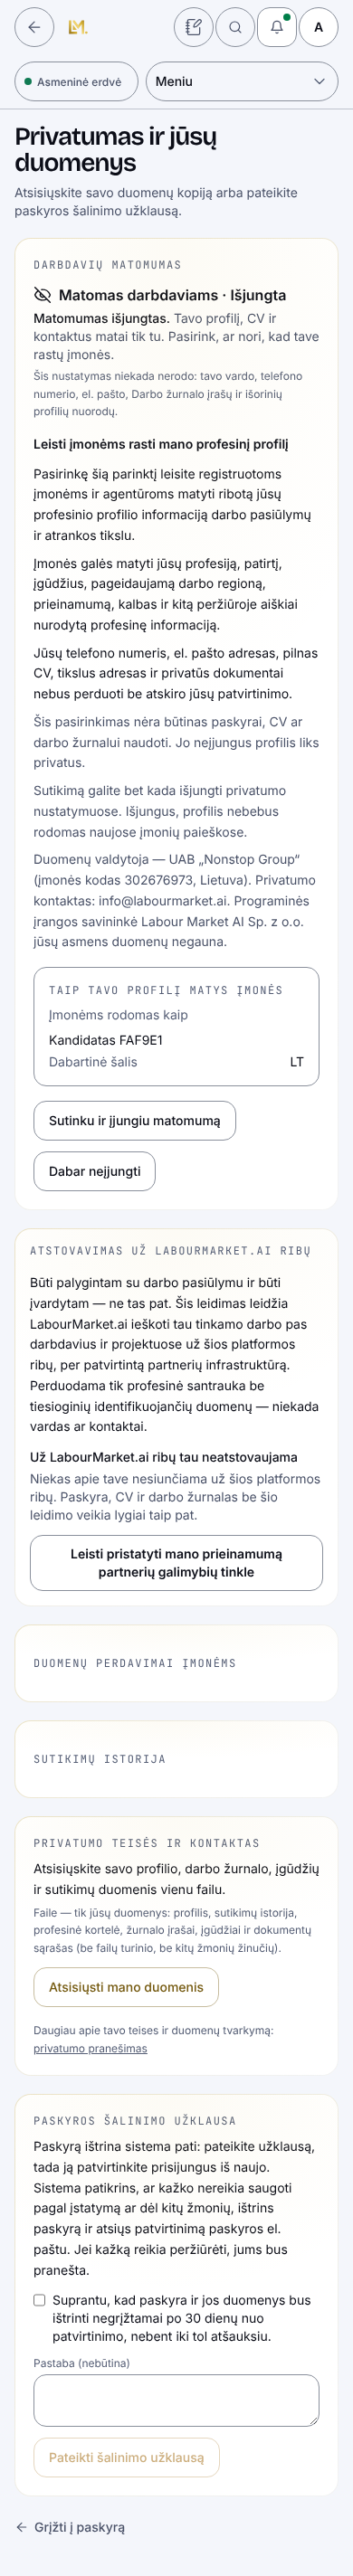 LM.
A
Asmeninė erdvė
Meniu
Privatumas ir jūsų
duomenys
Atsisiųskite savo duomenų kopiją arba pateikite
paskyros šalinimo užklausą.
DARBDAVIŲ MATOMUMAS
Matomas darbdaviams · Išjungta
Matomumas išjungtas. Tavo profilį, CV ir
kontaktus matai tik tu. Pasirink, ar nori, kad tave
rastų įmonės.
Šis nustatymas niekada nerodo: tavo vardo, telefono
numerio, el. pašto, Darbo žurnalo įrašų ir išorinių
profilių nuorodų.
Leisti įmonėms rasti mano profesinį profilį
Pasirinkę šią parinktį leisite registruotoms
įmonėms ir agentūroms matyti ribotą jūsų
profesinio profilio informaciją darbo pasiūlymų
ir atrankos tikslu.
Įmonės galės matyti jūsų profesiją, patirtį,
įgūdžius, pageidaujamą darbo regioną,
prieinamumą, kalbas ir kitą peržiūroje aiškiai
nurodytą profesinę informaciją.
Jūsų telefono numeris, el. pašto adresas, pilnas
CV, tikslus adresas ir privatūs dokumentai
nebus perduoti be atskiro jūsų patvirtinimo.
Šis pasirinkimas nėra būtinas paskyrai, CV ar
darbo žurnalui naudoti. Jo neįjungus profilis liks
privatus.
Sutikimą galite bet kada išjungti privatumo
nustatymuose. Išjungus, profilis nebebus
rodomas naujose įmonių paieškose.
Duomenų valdytoja — UAB „Nonstop Group“
(įmonės kodas 302676973, Lietuva). Privatumo
kontaktas: info@labourmarket.ai. Programinės
įrangos savininkė Labour Market AI Sp. z o.o.
jūsų asmens duomenų negauna.
TAIP TAVO PROFILĮ MATYS ĮMONĖS
Įmonėms rodomas kaip
Kandidatas FAF9E1
Dabartinė šalis LT
Sutinku ir įjungiu matomumą
Dabar neįjungti
ATSTOVAVIMAS UŽ LABOURMARKET.AI RIBŲ
Būti palygintam su darbo pasiūlymu ir būti
įvardytam — ne tas pat. Šis leidimas leidžia
LabourMarket.ai ieškoti tau tinkamo darbo pas
darbdavius ir projektuose už šios platformos
ribų, per patvirtintą partnerių infrastruktūrą.
Perduodama tik profesinė santrauka be
tiesioginių identifikuojančių duomenų — niekada
vardas ar kontaktai.
Už LabourMarket.ai ribų tau neatstovaujama
Niekas apie tave nesiunčiama už šios platformos
ribų. Paskyra, CV ir darbo žurnalas be šio
leidimo veikia lygiai taip pat.
Leisti pristatyti mano prieinamumą
partnerių galimybių tinkle
DUOMENŲ PERDAVIMAI ĮMONĖMS
SUTIKIMŲ ISTORIJA
PRIVATUMO TEISĖS IR KONTAKTAS
Atsisiųskite savo profilio, darbo žurnalo, įgūdžių
ir sutikimų duomenis vienu failu.
Faile — tik jūsų duomenys: profilis, sutikimų istorija,
profesinė kortelė, žurnalo įrašai, įgūdžiai ir dokumentų
sąrašas (be failų turinio, be kitų žmonių žinučių).
Atsisiųsti mano duomenis
Daugiau apie tavo teises ir duomenų tvarkymą:
privatumo pranešimas
PASKYROS ŠALINIMO UŽKLAUSA
Paskyrą ištrina sistema pati: pateikite užklausą,
tada ją patvirtinkite prisijungus iš naujo.
Sistema patikrins, ar kažko nereikia saugoti
pagal įstatymą ar dėl kitų žmonių, ištrins
paskyrą ir atsiųs patvirtinimą paskyros el.
paštu. Jei kažką reikia peržiūrėti, jums bus
pranešta.
Suprantu, kad paskyra ir jos duomenys bus
ištrinti negrįžtamai po 30 dienų nuo
patvirtinimo, nebent iki tol atšauksiu.
Pastaba (nebūtina)
Pateikti šalinimo užklausą
Grįžti į paskyrą